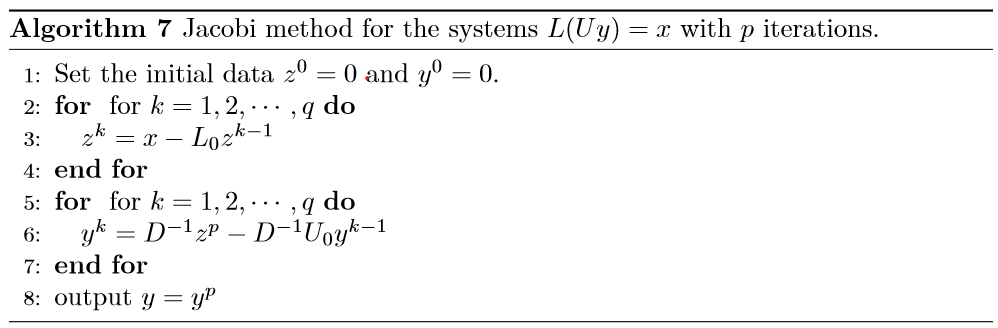 Algorithm 7 Jacobi method for the systems L(Uy) = x with p iterations.
1: Set the initial data z^0 = 0 and y^0 = 0.
2: for for k = 1, 2, ⋯ , q do
3: z^k = x − L_0 z^{k−1}
4: end for
5: for for k = 1, 2, ⋯ , q do
6: y^k = D^{−1} z^p − D^{−1} U_0 y^{k−1}
7: end for
8: output y = y^p